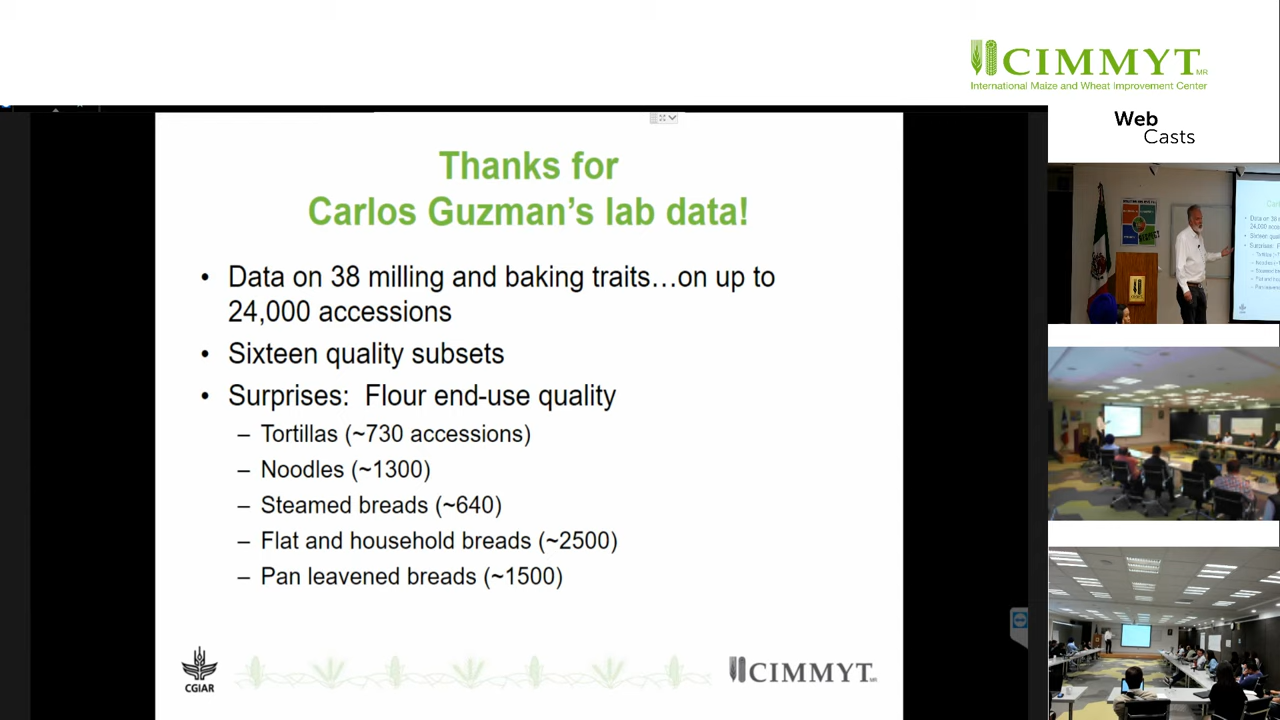 CIMMYT MR
International Maize and Wheat Improvement Center
Web
Casts
Thanks for
Carlos Guzman's lab data!
• Data on 38 milling and baking traits…on up to
24,000 accessions
• Sixteen quality subsets
• Surprises: Flour end-use quality
– Tortillas (~730 accessions)
– Noodles (~1300)
– Steamed breads (~640)
– Flat and household breads (~2500)
– Pan leavened breads (~1500)
CGIAR
CIMMYT MR